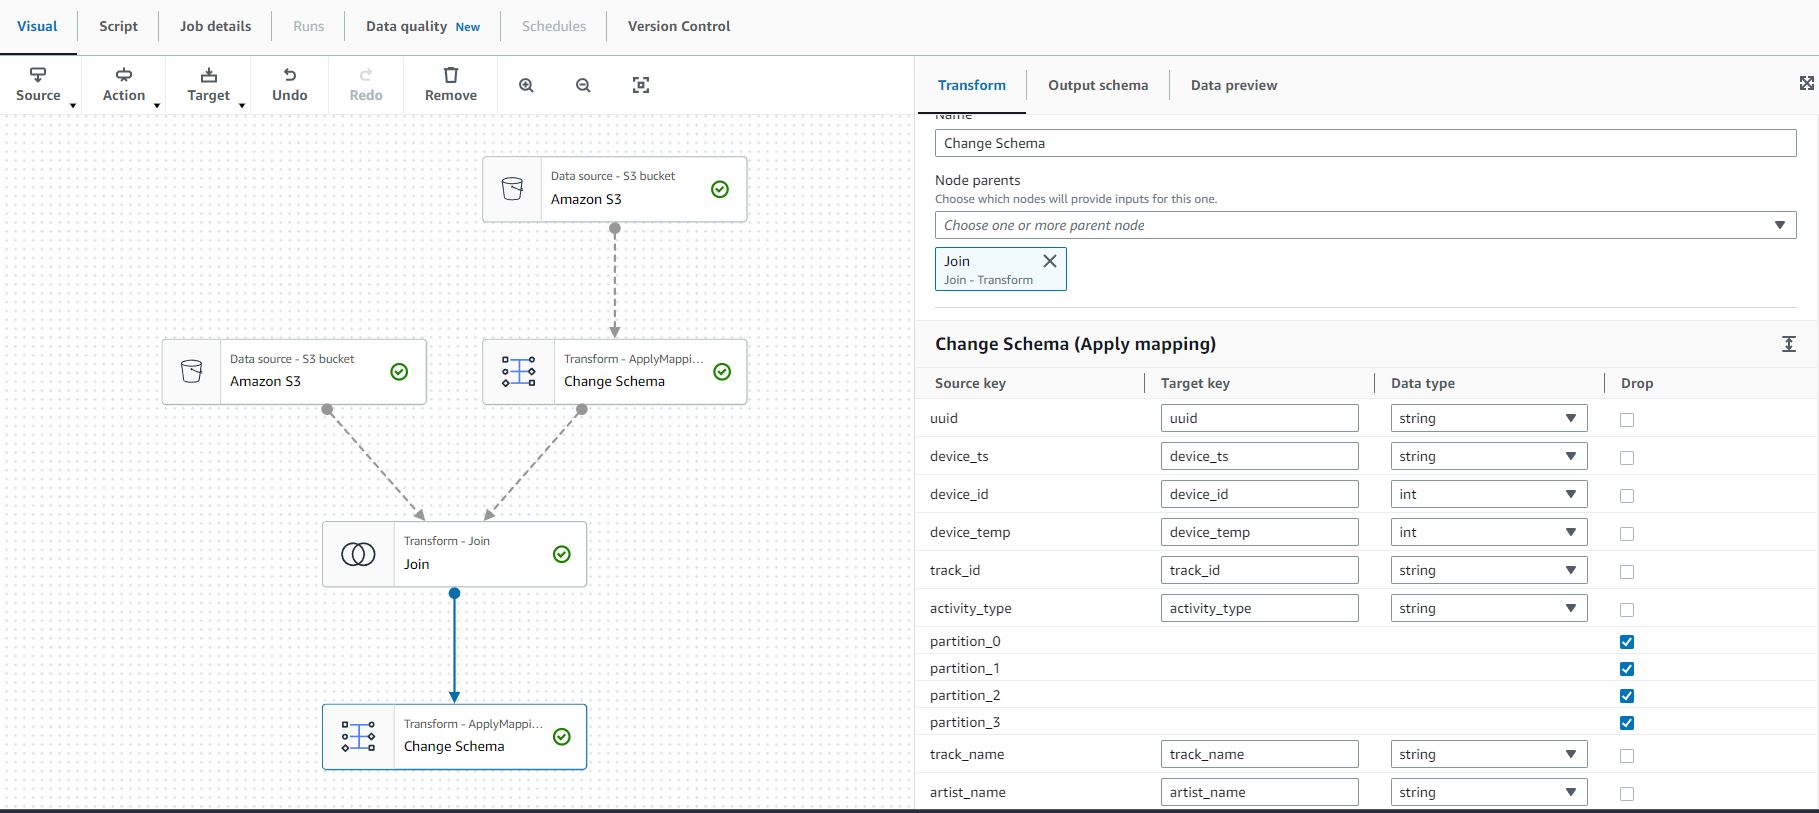 Visual
Script
Job details
Runs
Data quality New
Schedules
Version Control
Source
Action
Target
Undo
Redo
Remove
Data source - S3 bucket
Amazon S3
Data source - S3 bucket
Amazon S3
Transform - ApplyMappi...
Change Schema
Transform - Join
Join
Transform - ApplyMappi...
Change Schema
Transform
Output schema
Data preview
Name
Change Schema
Node parents
Choose which nodes will provide inputs for this one.
Choose one or more parent node
Join
Join - Transform
Change Schema (Apply mapping)
Source key Target key Data type Drop
uuid uuid string
device_ts device_ts string
device_id device_id int
device_temp device_temp int
track_id track_id string
activity_type activity_type string
partition_0
partition_1
partition_2
partition_3
track_name track_name string
artist_name artist_name string